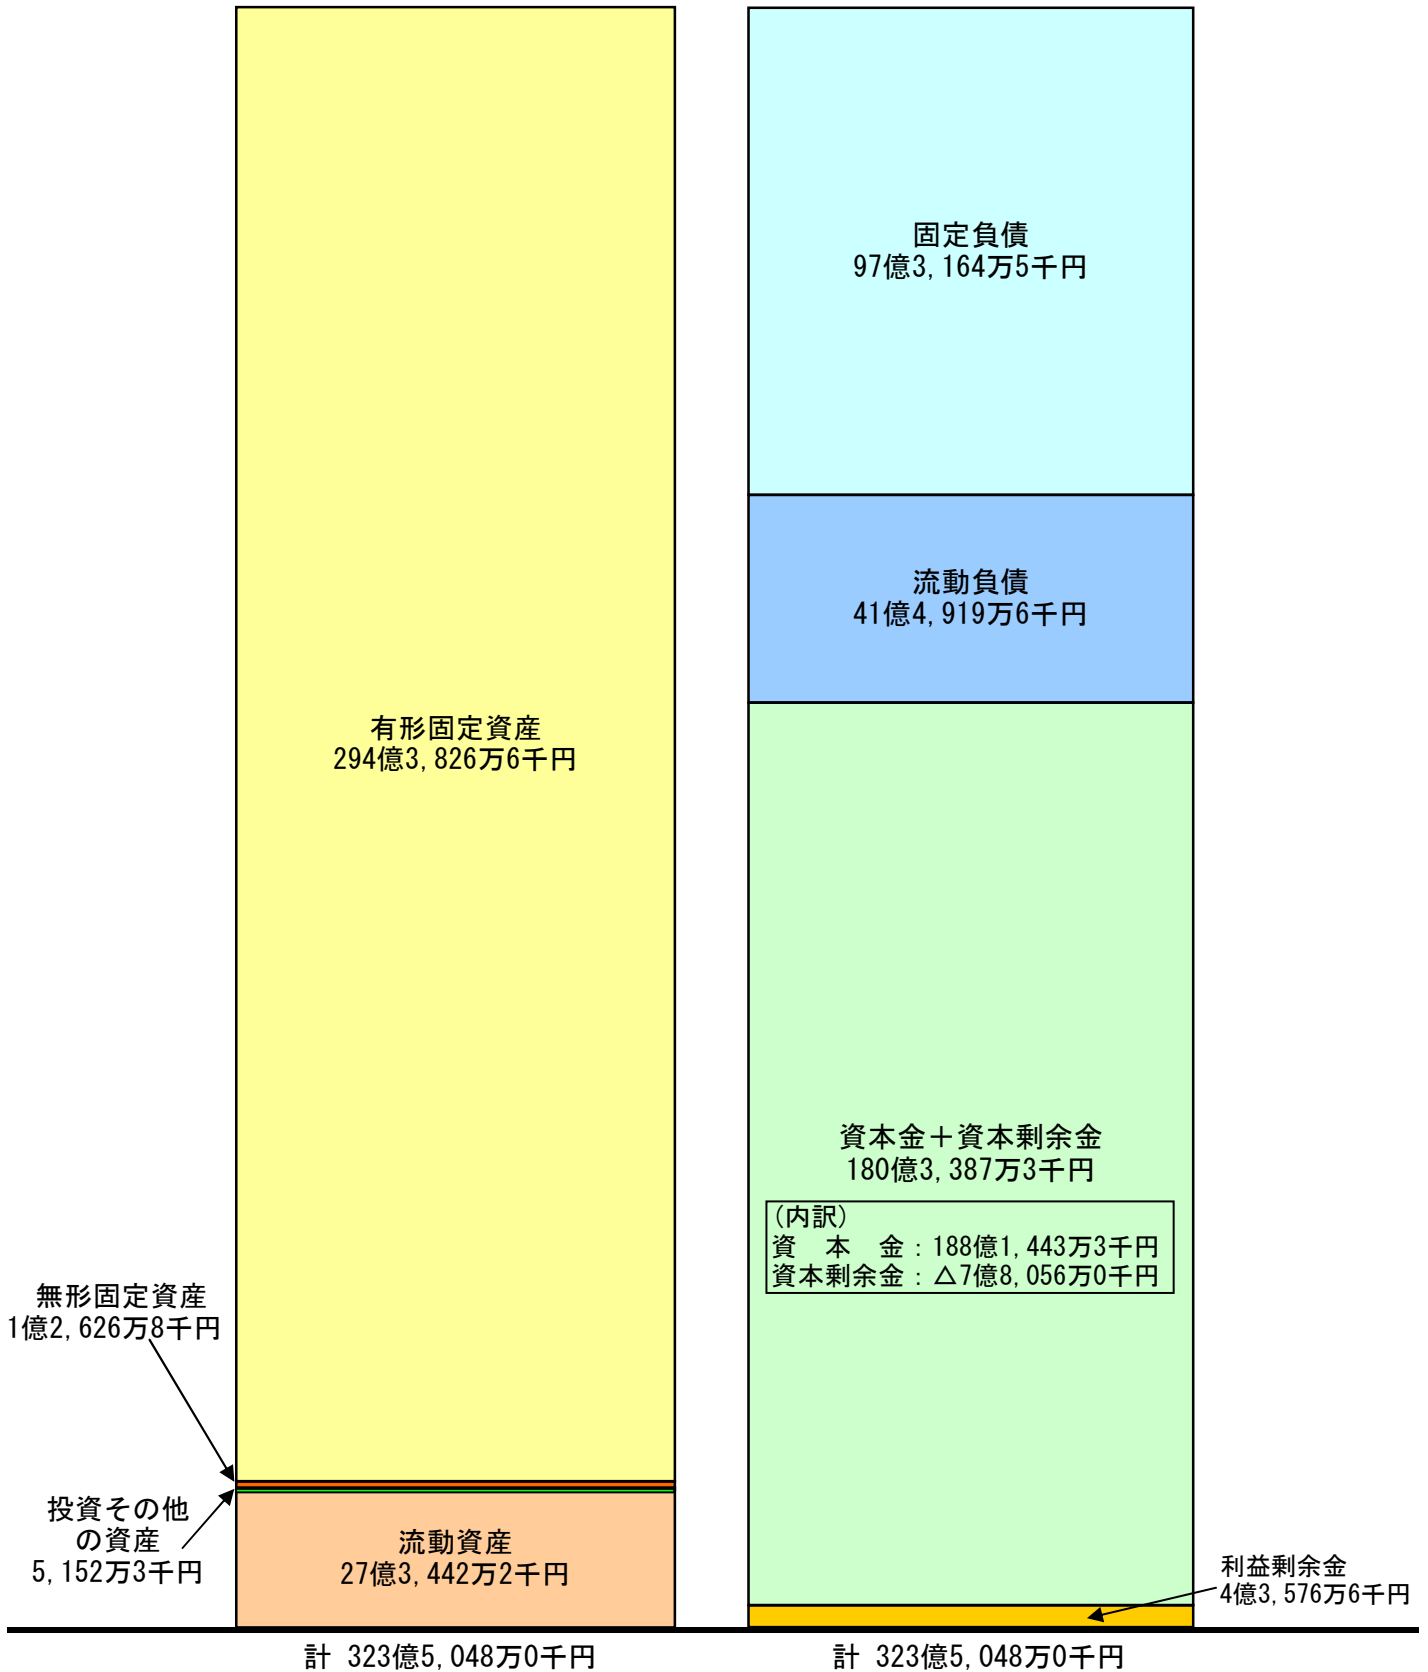 有形固定資産
294億3,826万6千円
無形固定資産
1億2,626万8千円
投資その他
の資産
5,152万3千円
流動資産
27億3,442万2千円
計 323億5,048万0千円
固定負債
97億3,164万5千円
流動負債
41億4,919万6千円
資本金＋資本剰余金
180億3,387万3千円
(内訳)
資　本　金：188億1,443万3千円
資本剰余金：△7億8,056万0千円
利益剰余金
4億3,576万6千円
計 323億5,048万0千円